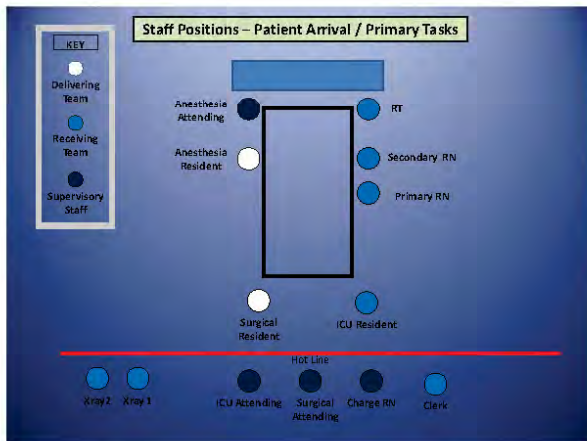 Staff Positions – Patient Arrival / Primary Tasks
KEY
Delivering
Team
Receiving
Team
Supervisory
Staff
Anesthesia
Attending
RT
Anesthesia
Resident
Secondary RN
Primary RN
Surgical
Resident
ICU Resident
Hot Line
Xray2
Xray 1
ICU Attending
Surgical
Attending
Charge RN
Clerk